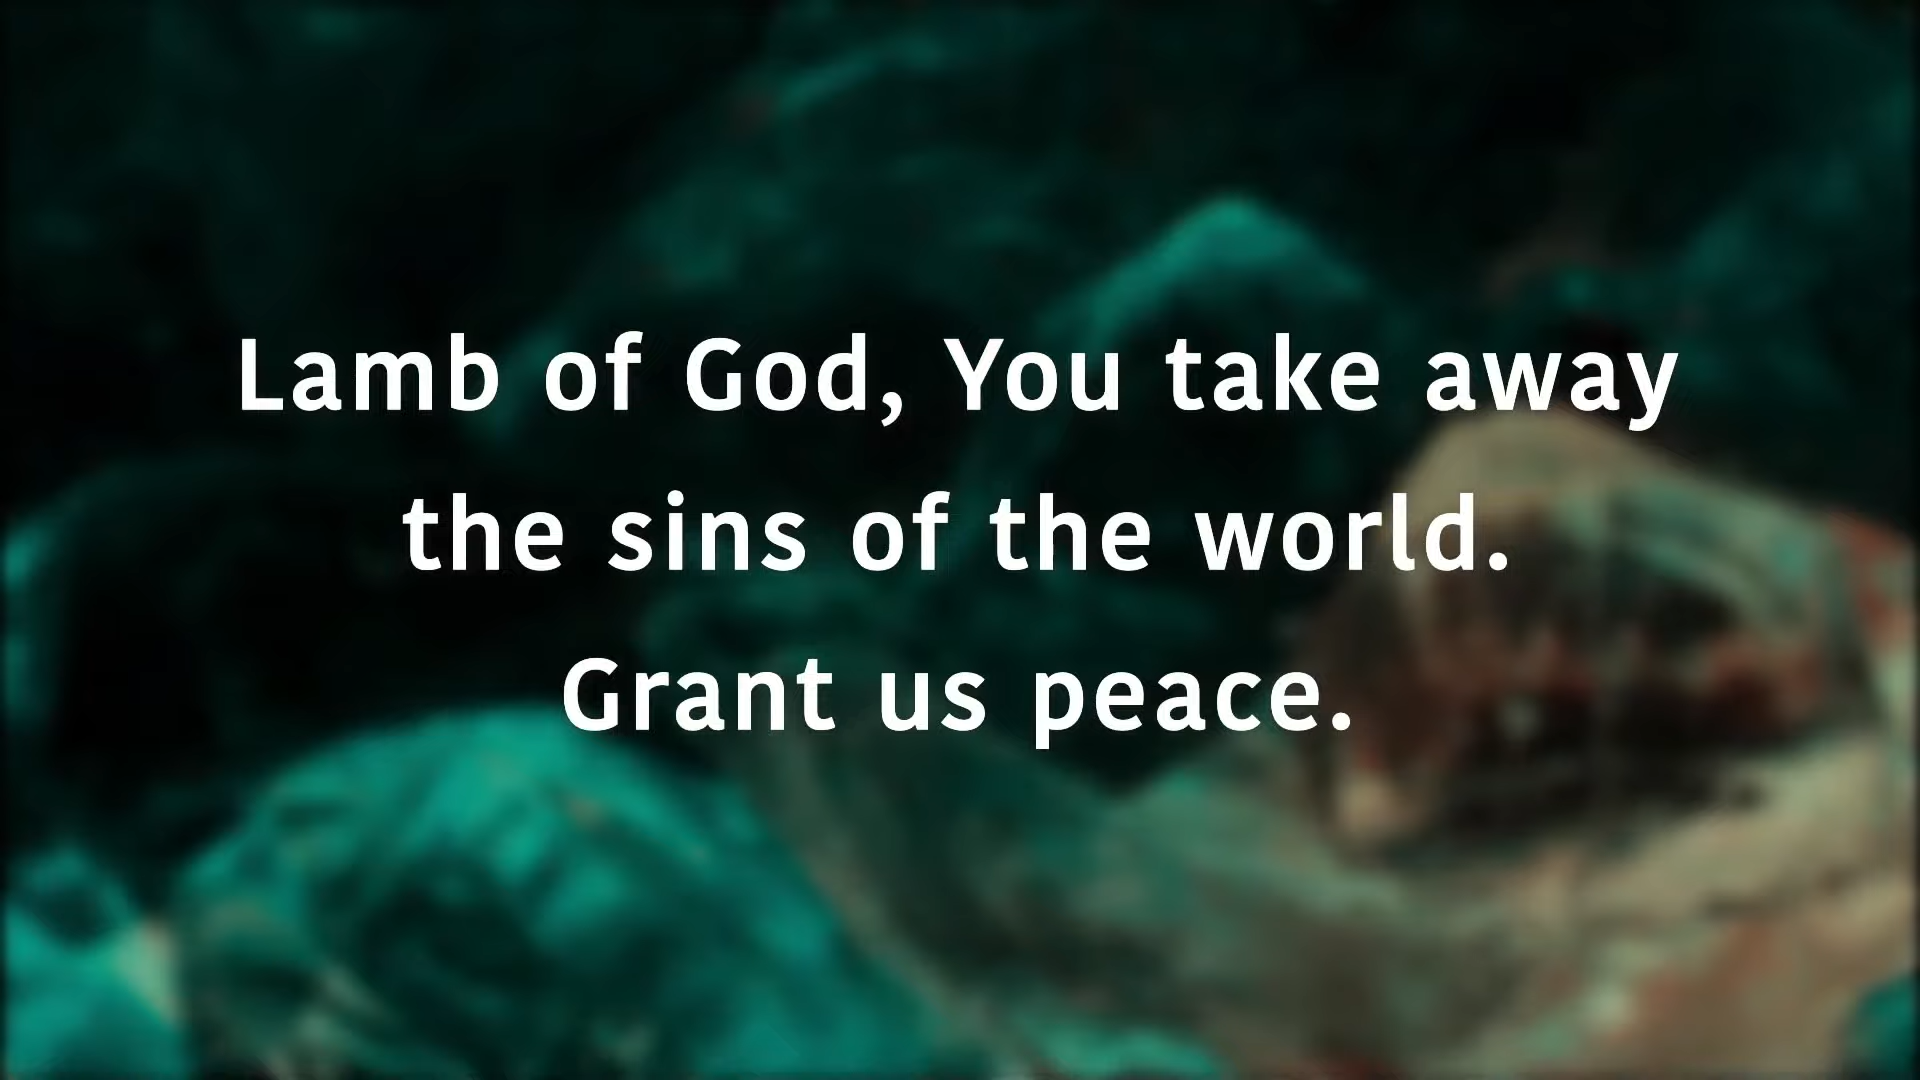 Lamb of God, You take away
the sins of the world.
Grant us peace.